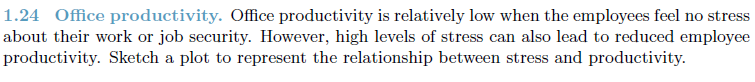 1.24 Office productivity. Office productivity is relatively low when the employees feel no stress
about their work or job security. However, high levels of stress can also lead to reduced employee
productivity. Sketch a plot to represent the relationship between stress and productivity.